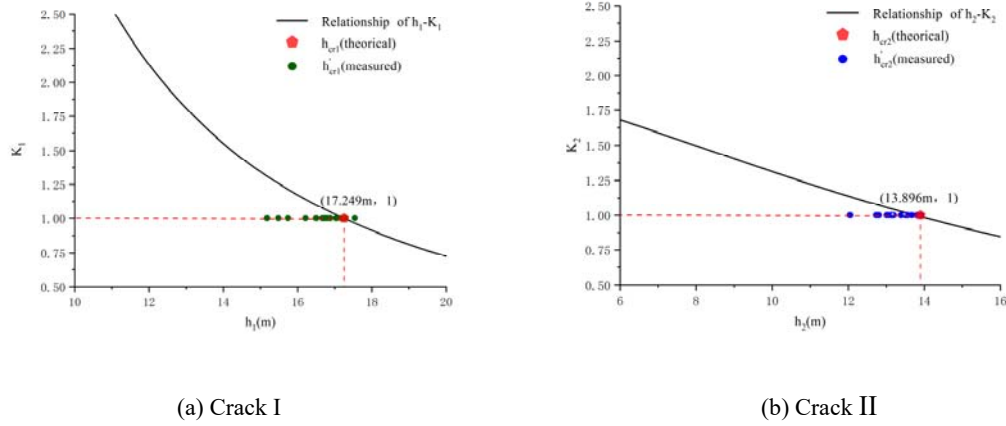 2.50
2.25
2.00
1.75
1.50
1.25
1.00
0.75
0.50
K1
10
12
14
16
18
20
h1(m)
Relationship of h1-K1
hcr1(theorical)
h'cr1(measured)
(17.249m, 1)
(a) Crack I
2.50
2.25
2.00
1.75
1.50
1.25
1.00
0.75
0.50
K2
6
8
10
12
14
16
h2(m)
Relationship of h2-K2
hcr2(theorical)
h'cr2(measured)
(13.896m, 1)
(b) Crack II